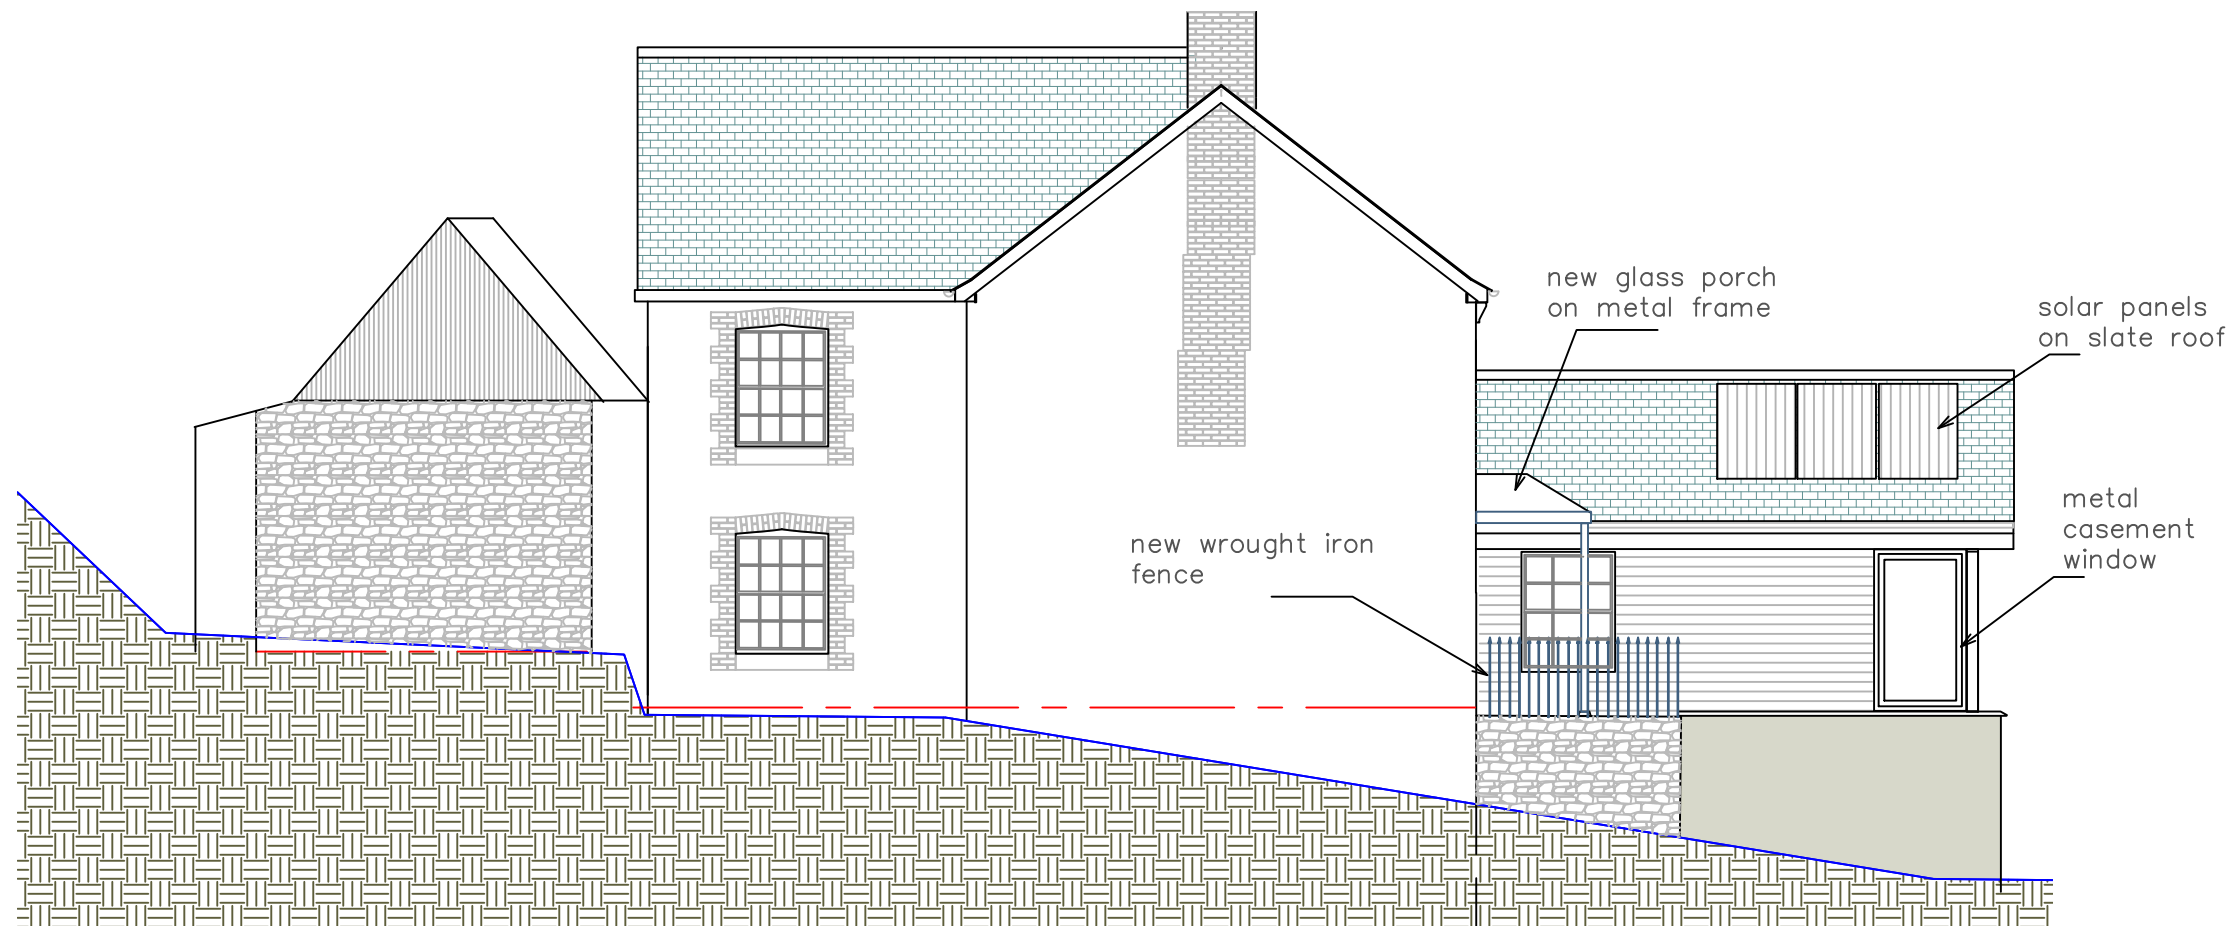 new glass porch
on metal frame
solar panels
on slate roof
metal
casement
window
new wrought iron
fence